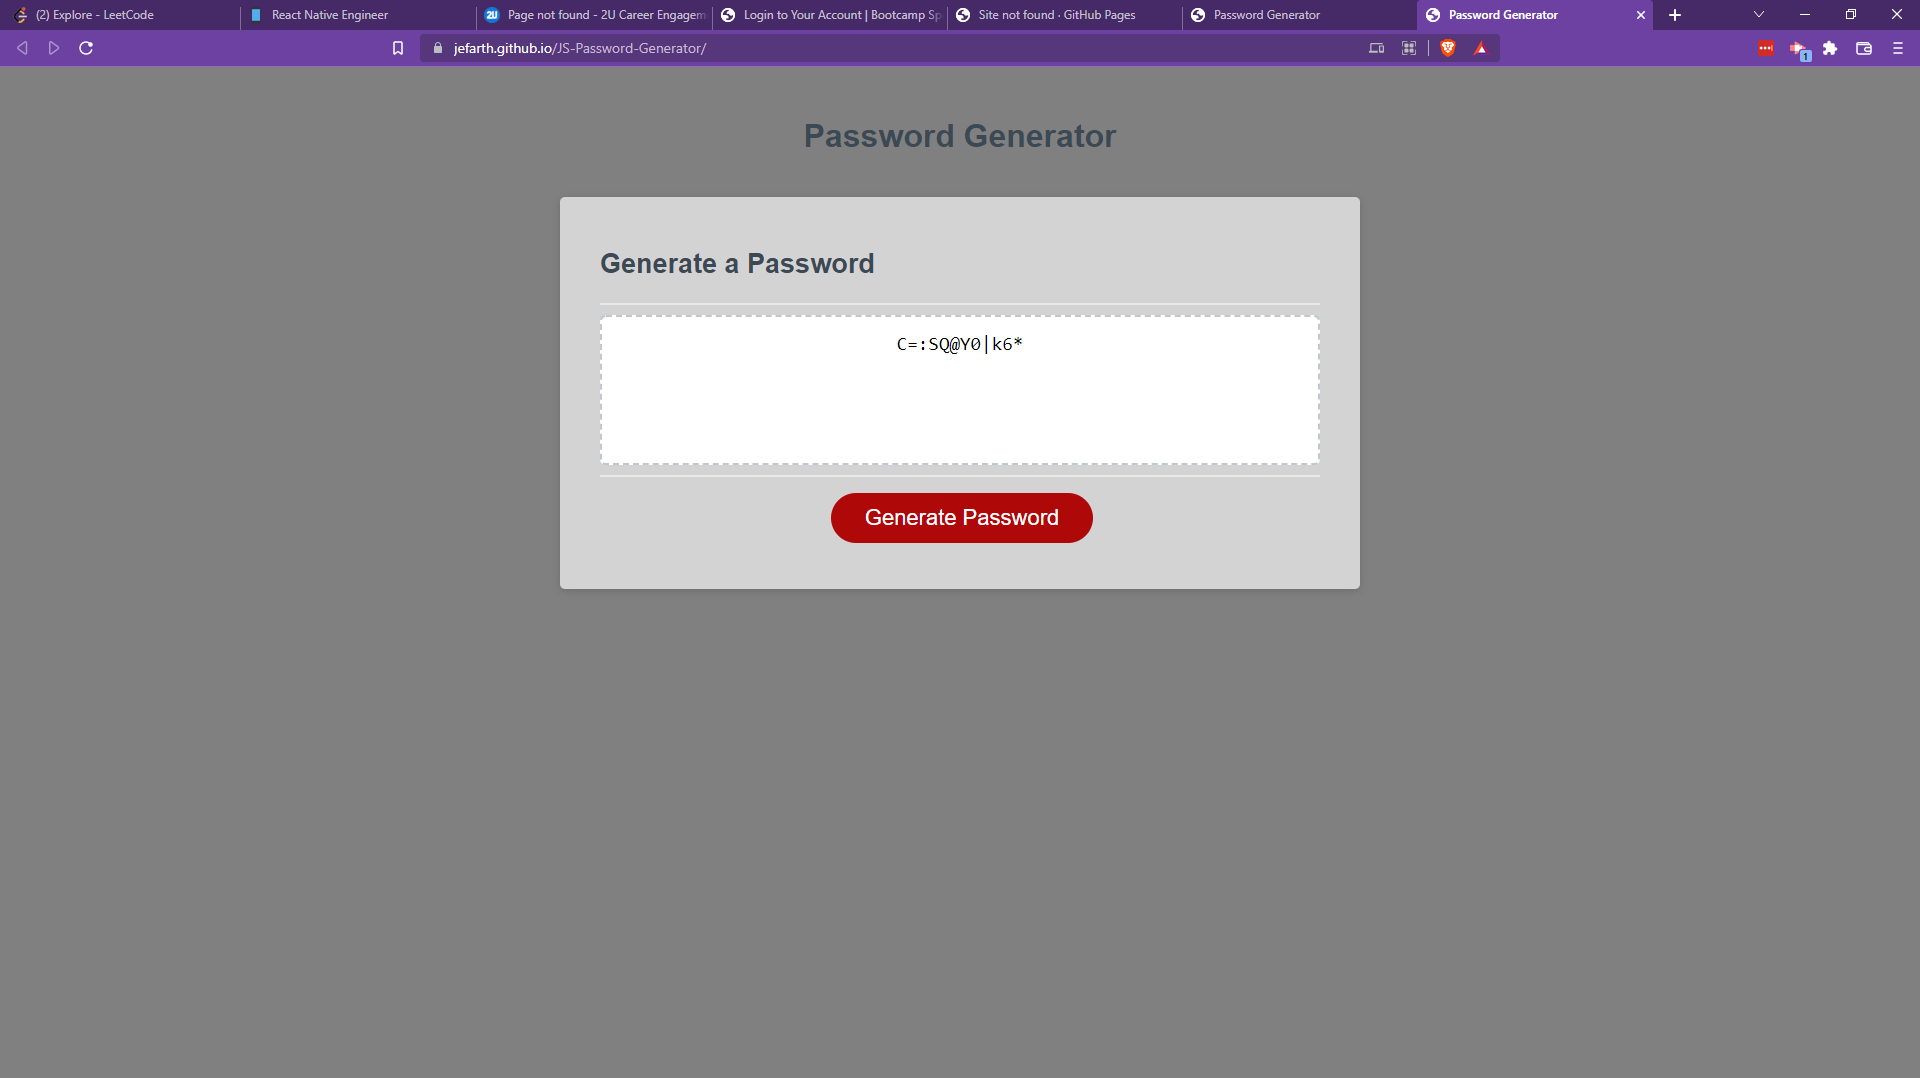 (2) Explore - LeetCode
React Native Engineer
2U Page not found - 2U Career Engagem
Login to Your Account | Bootcamp Sp
Site not found · GitHub Pages
Password Generator
Password Generator
jefarth.github.io/JS-Password-Generator/
1
Password Generator
Generate a Password
C=:SQ@Y0|k6*
Generate Password